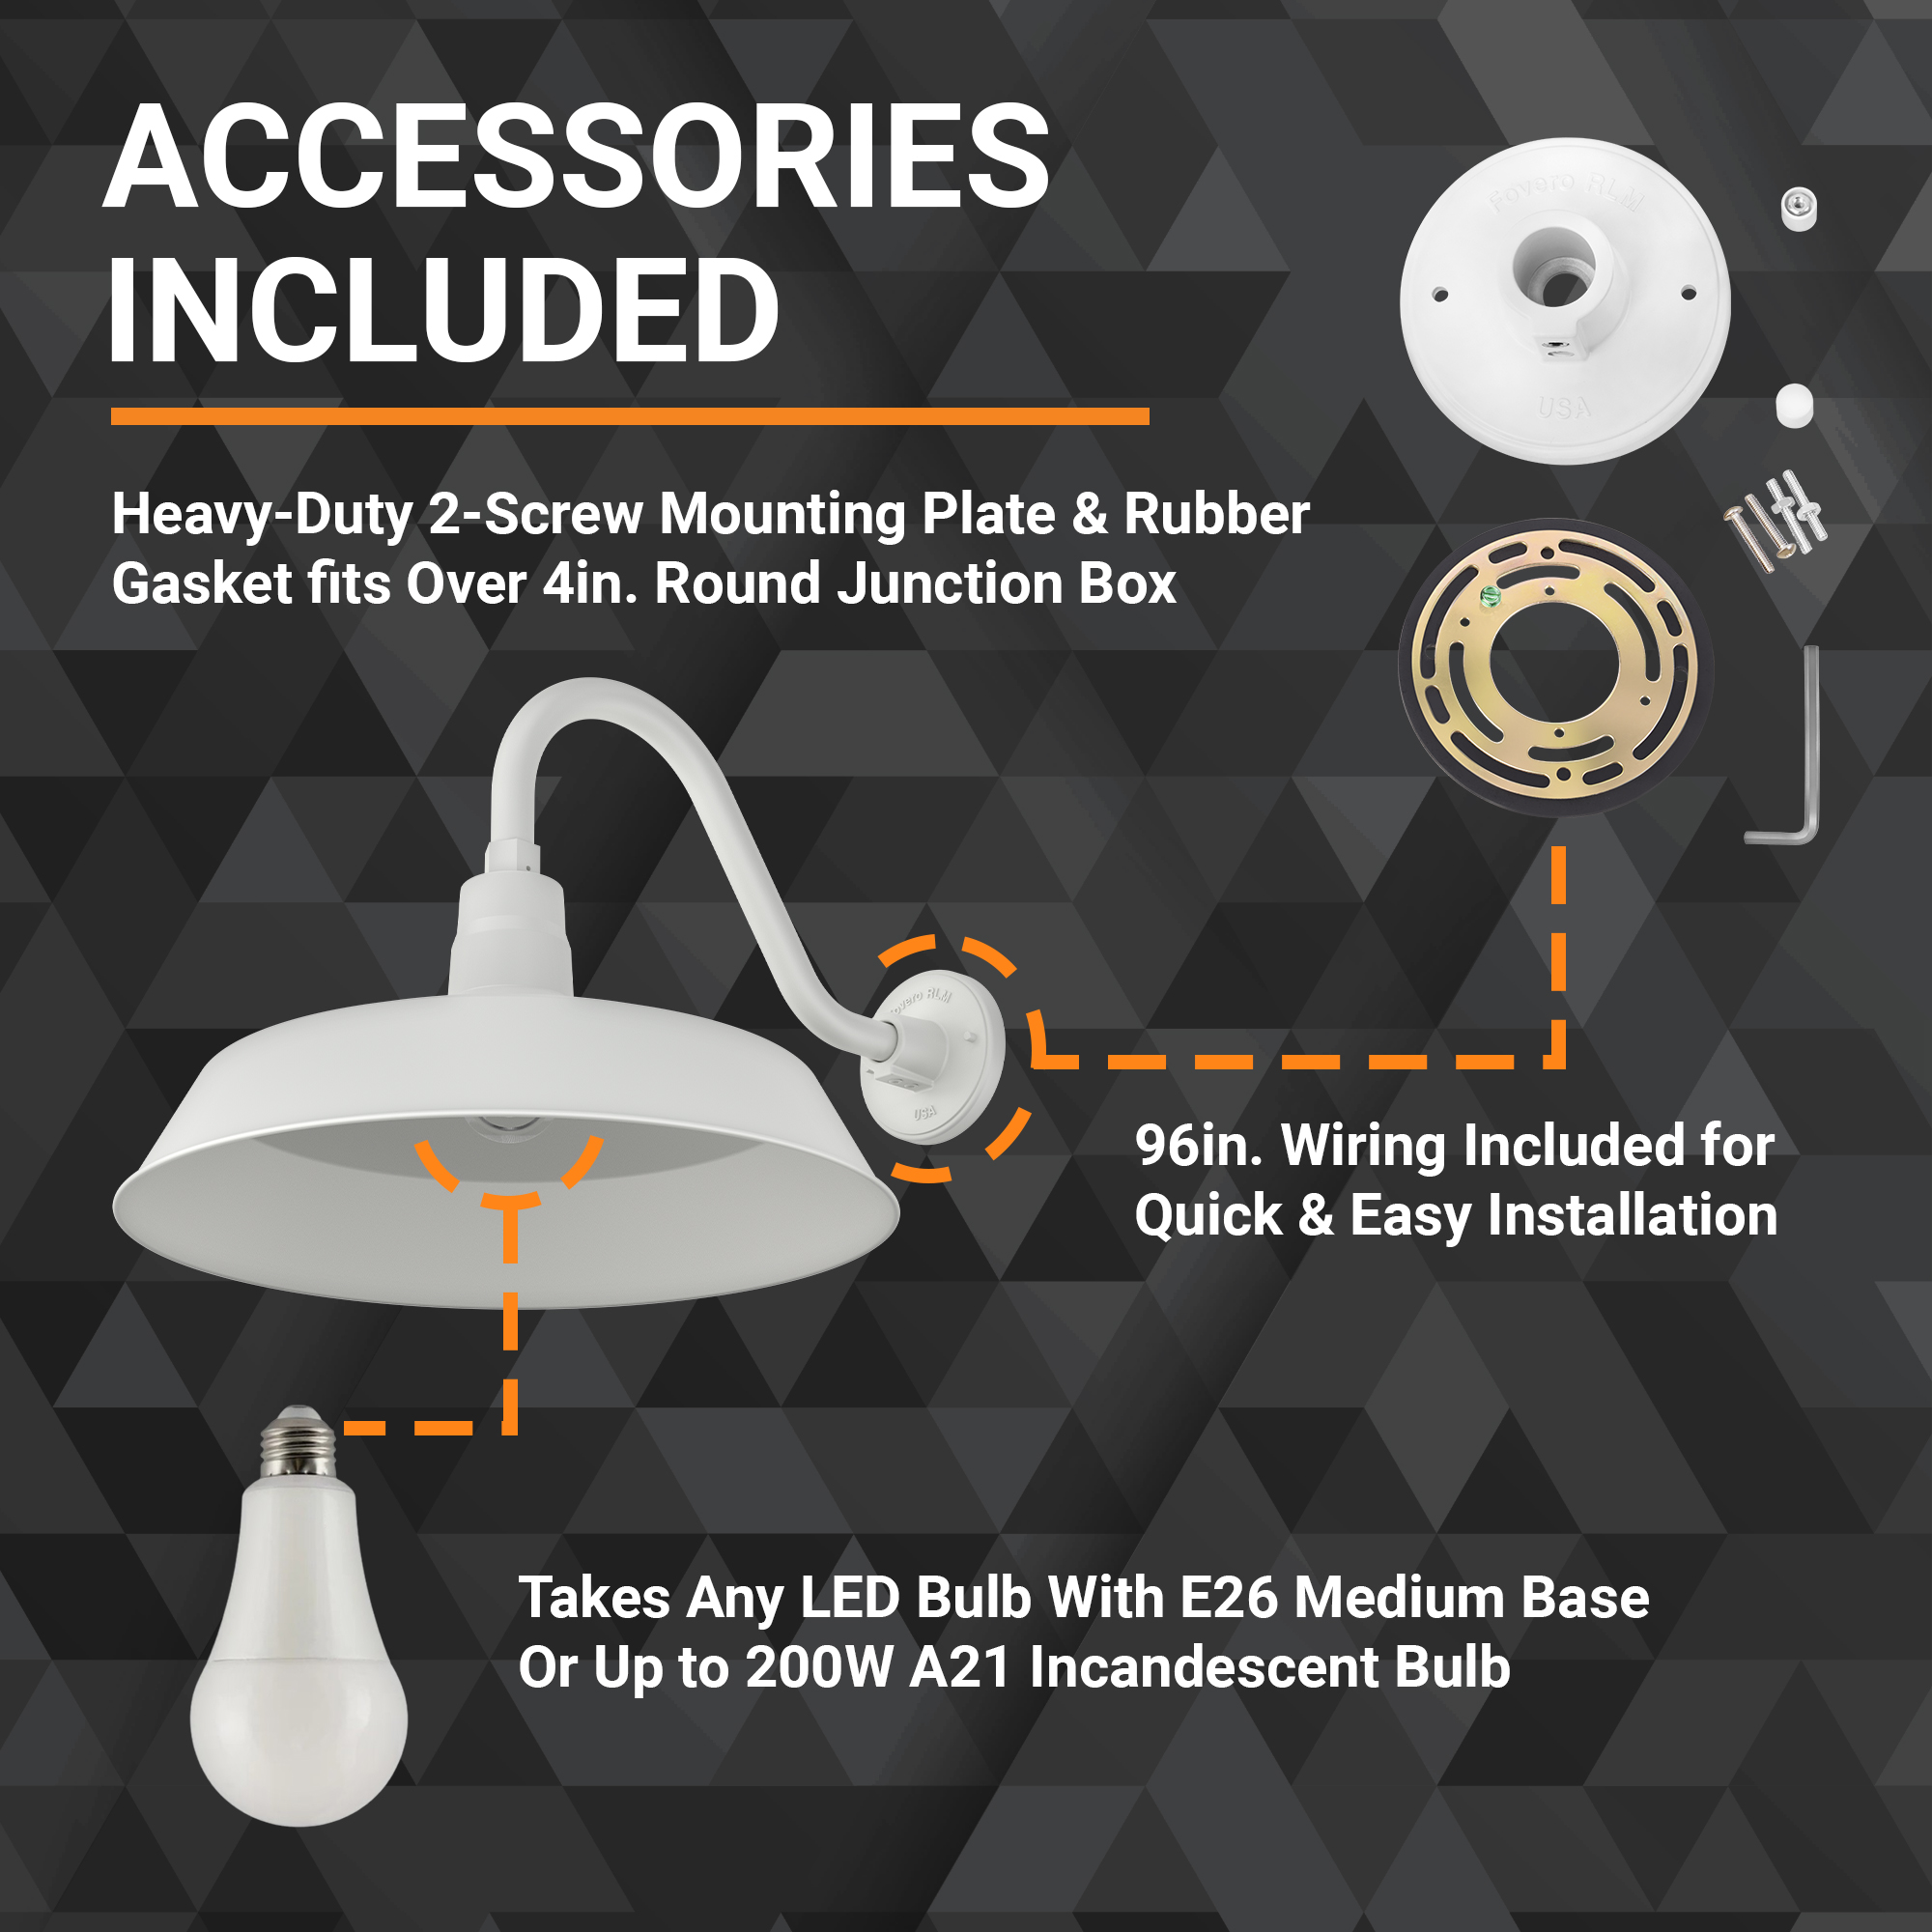 ACCESSORIES
INCLUDED
Heavy-Duty 2-Screw Mounting Plate & Rubber
Gasket fits Over 4in. Round Junction Box
Fovero RLM
USA
Fovero RLM
USA
96in. Wiring Included for
Quick & Easy Installation
Takes Any LED Bulb With E26 Medium Base
Or Up to 200W A21 Incandescent Bulb